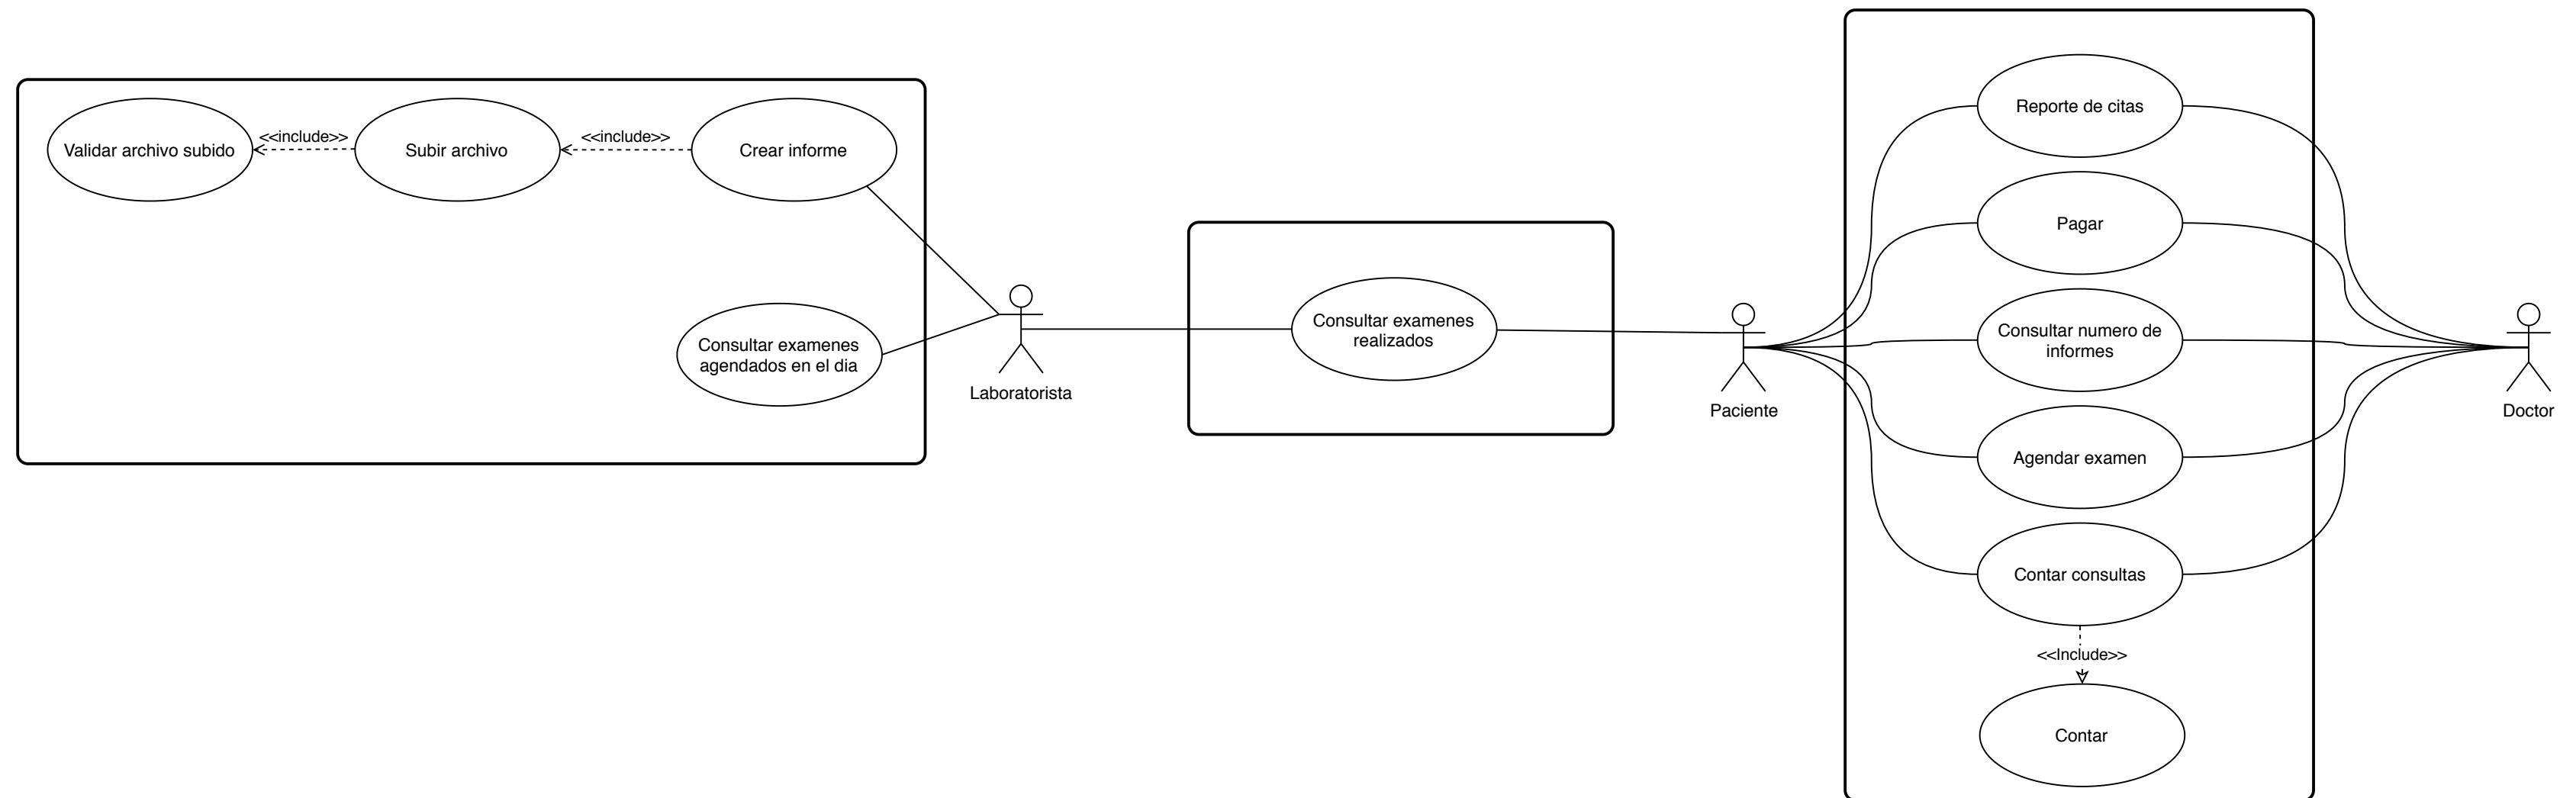 Validar archivo subido
<<include>>
Subir archivo
<<include>>
Crear informe
Consultar examenes
agendados en el dia
Laboratorista
Consultar examenes
realizados
Paciente
Reporte de citas
Pagar
Consultar numero de
informes
Agendar examen
Contar consultas
<<Include>>
Contar
Doctor